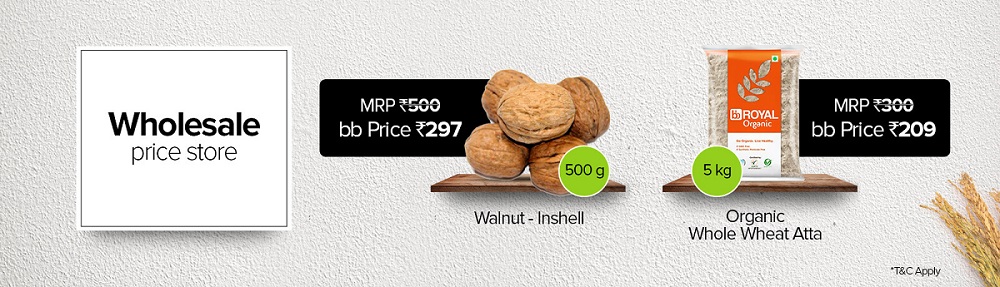 Wholesale
price store
MRP ₹500
bb Price ₹297
500 g
Walnut - Inshell
bb ROYAL
Organic
5 kg
MRP ₹300
bb Price ₹209
Organic
Whole Wheat Atta
*T&C Apply